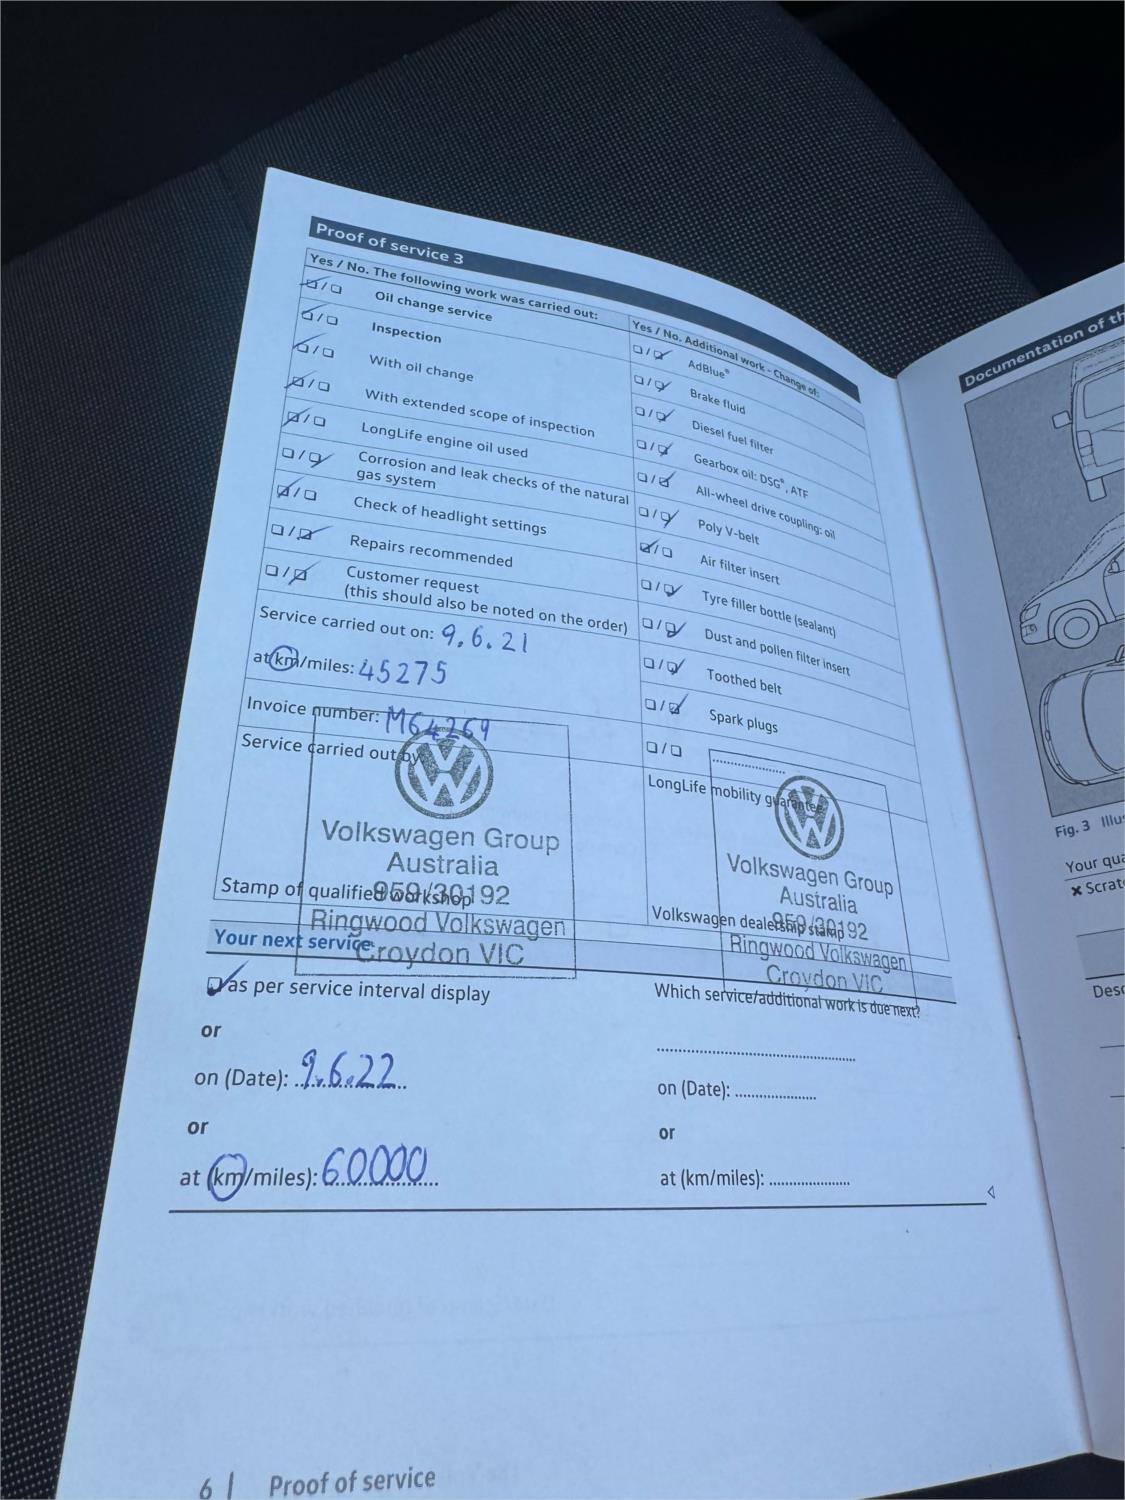 Proof of service 3
Yes / No. The following work was carried out:
Oil change service
Inspection
With oil change
With extended scope of inspection
LongLife engine oil used
Corrosion and leak checks of the natural
gas system
Check of headlight settings
Repairs recommended
Customer request
(this should also be noted on the order)
Service carried out on: 9.6.21
at km/miles: 45275
Invoice number: M64269
Service carried out by
Volkswagen Group
Australia
959/30192
Ringwood Volkswagen
Croydon VIC
Stamp of qualified workshop
Yes / No. Additional work - Change of:
AdBlue®
Brake fluid
Diesel fuel filter
Gearbox oil: DSG®, ATF
All-wheel drive coupling: oil
Poly V-belt
Air filter insert
Tyre filler bottle (sealant)
Dust and pollen filter insert
Toothed belt
Spark plugs
LongLife mobility guarantee
Volkswagen Group
Australia
959/30192
Ringwood Volkswagen
Croydon VIC
Volkswagen dealership stamp
Your next service
as per service interval display
or
on (Date): 9.6.22
or
at (km/miles): 60000
Which service/additional work is due next?
on (Date):
or
at (km/miles):
6 | Proof of service
Documentation of
Fig. 3
Your
Scrat